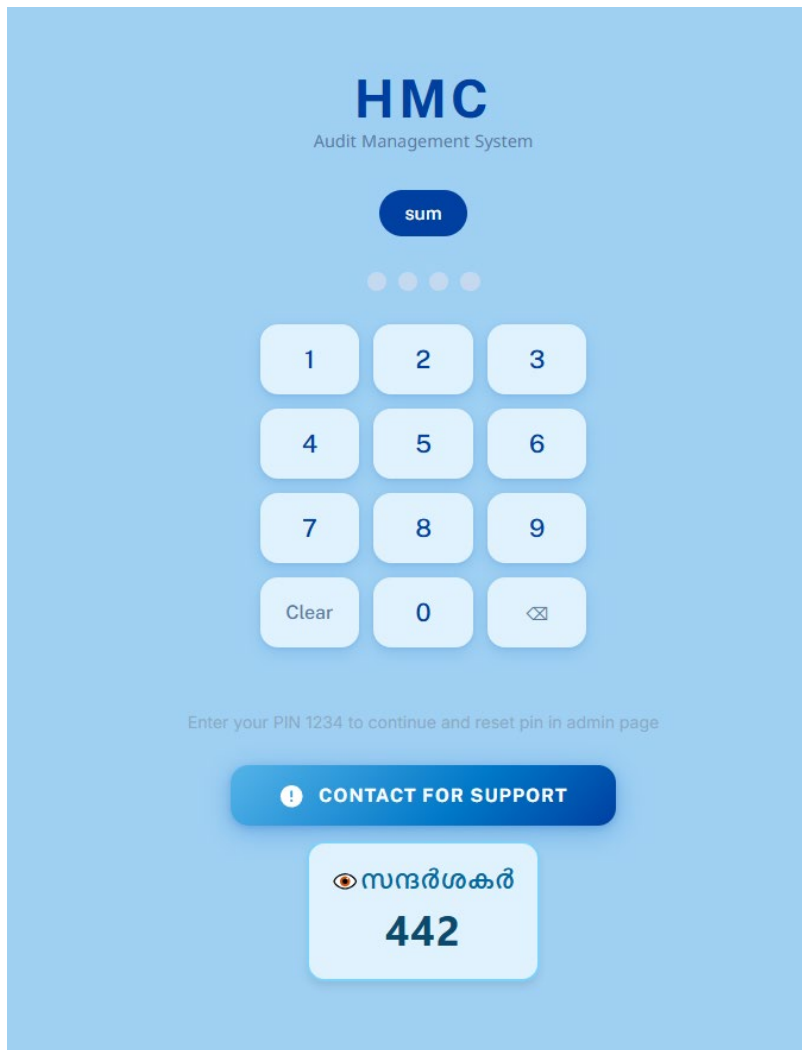 HMC
Audit Management System
sum
1 2 3
4 5 6
7 8 9
Clear 0 ⌫
Enter your PIN 1234 to continue and reset pin in admin page
CONTACT FOR SUPPORT
സന്ദർശകർ
442